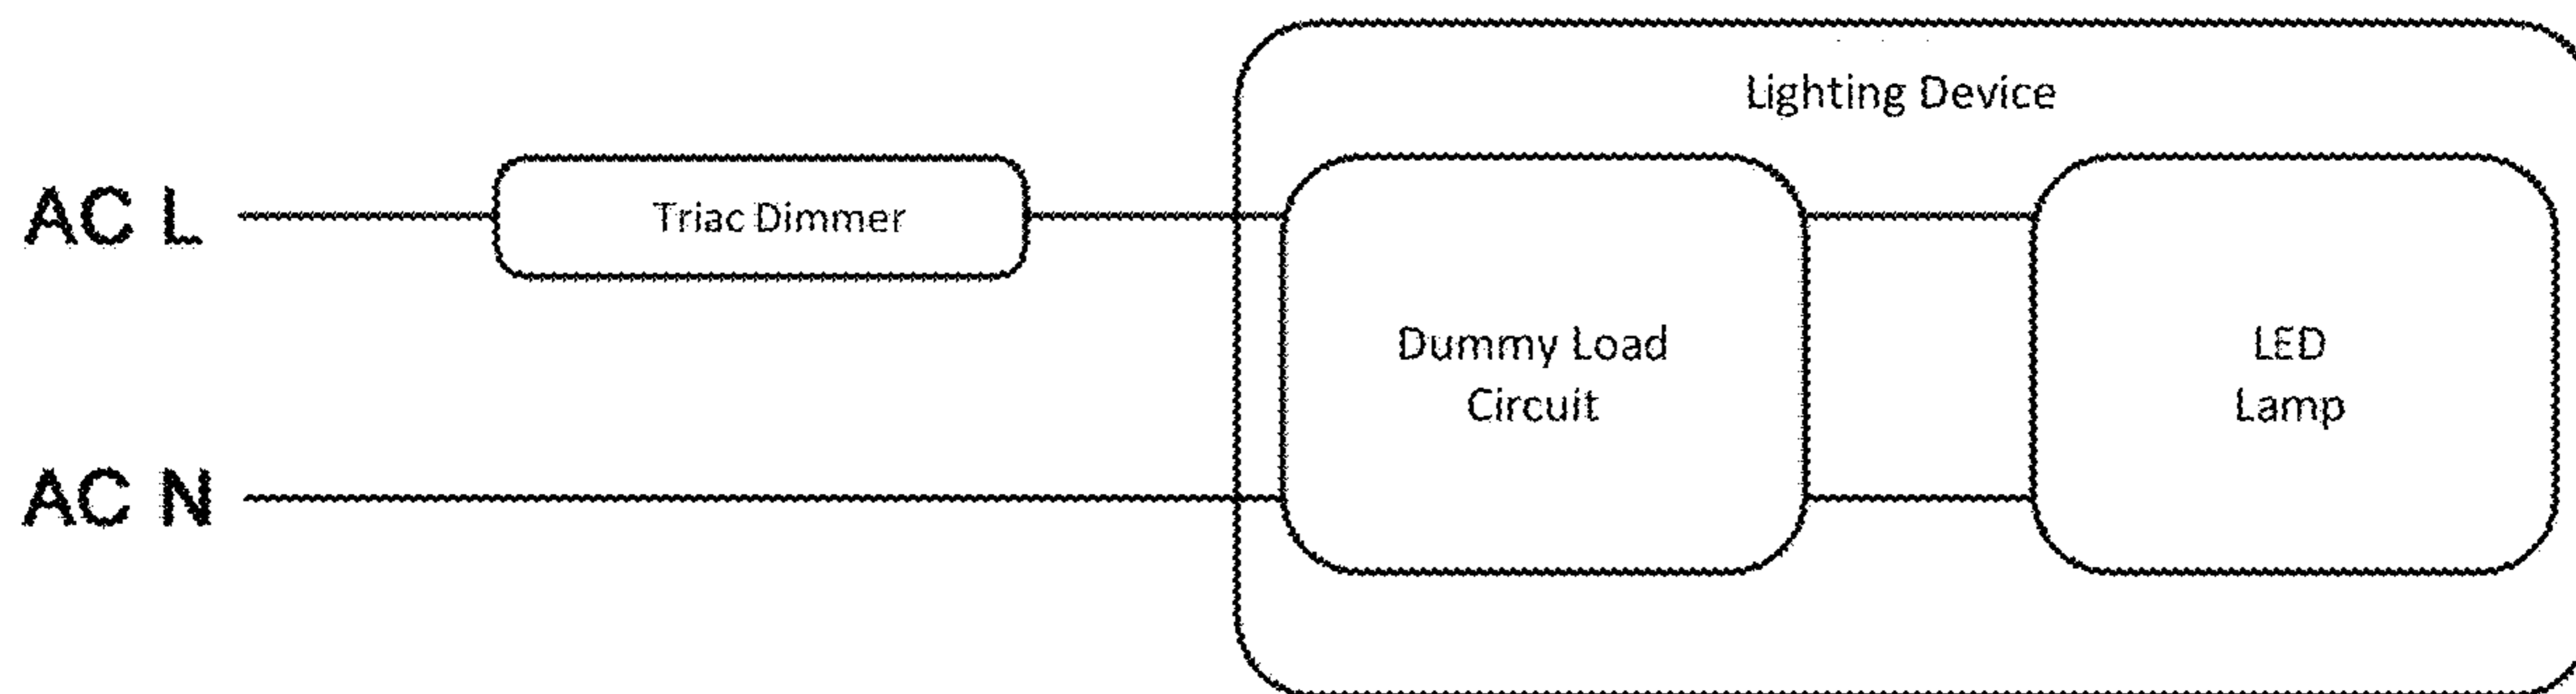 Lighting Device
AC L
Triac Dimmer
Dummy Load
Circuit
LED
Lamp
AC N